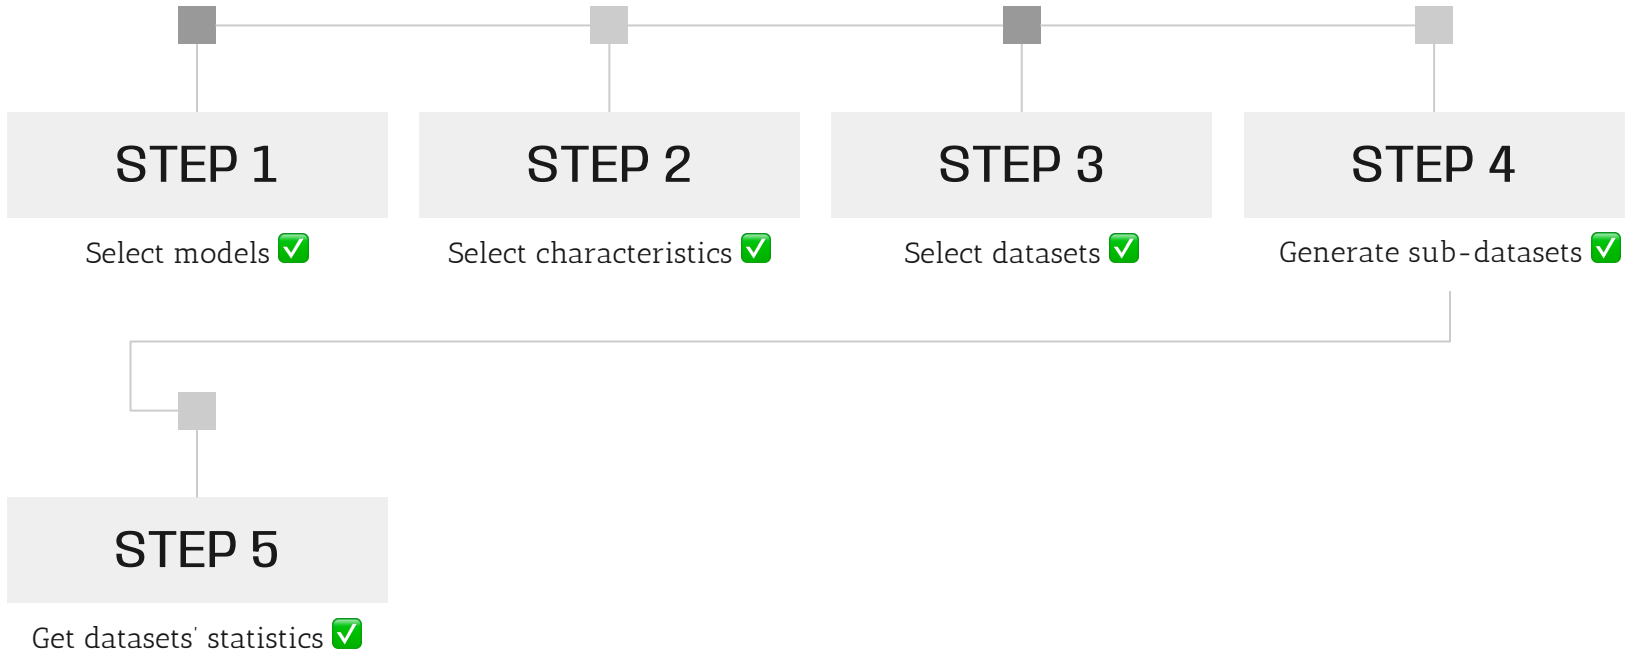 STEP 1
STEP 2
STEP 3
STEP 4
Select models ✅
Select characteristics ✅
Select datasets ✅
Generate sub-datasets ✅
STEP 5
Get datasets' statistics ✅